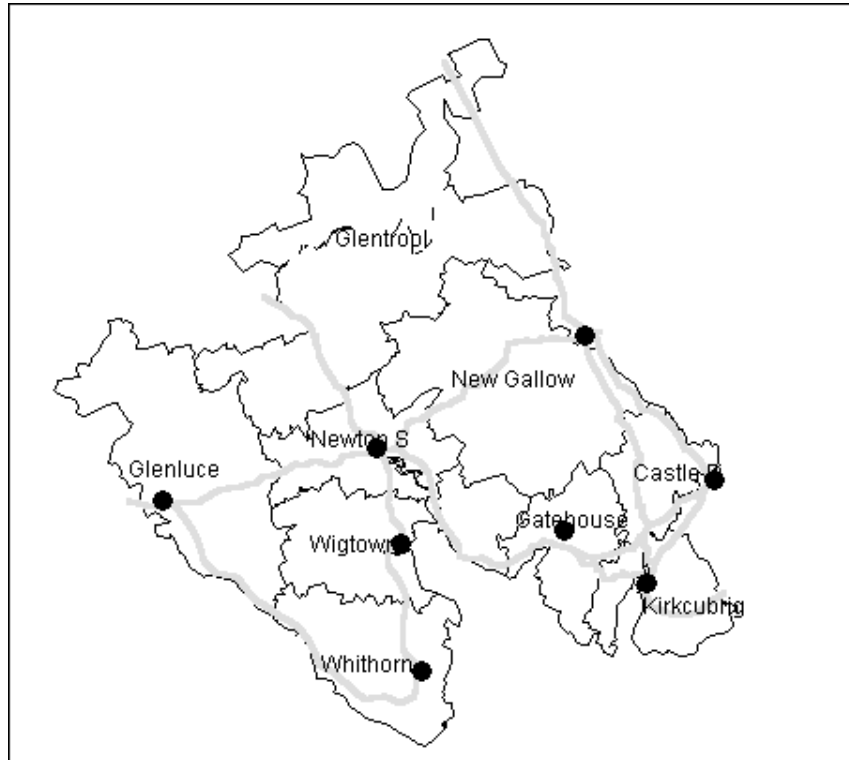 Glentrool
New Gallow
Newton S
Glenluce
Castle D
Gatehouse
Wigtown
Kirkcubrig
Whithorn